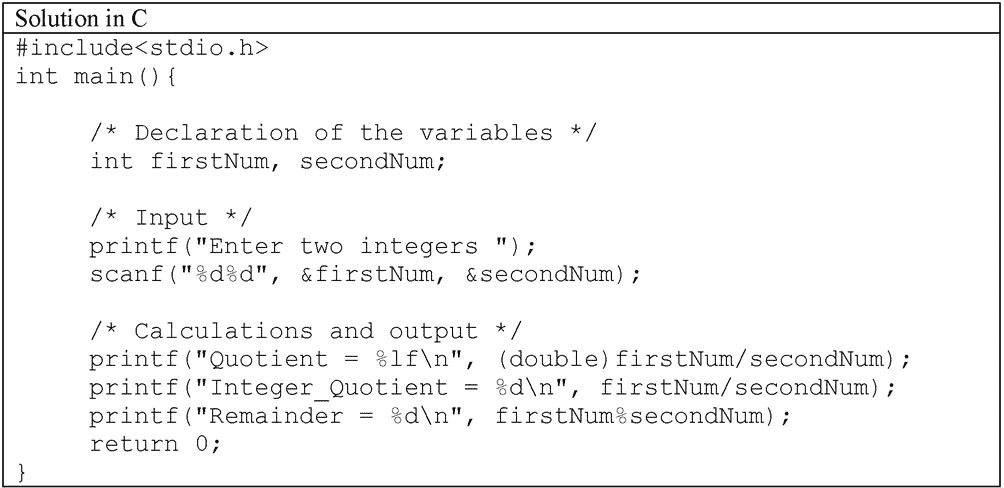 Solution in C
#include<stdio.h>
int main(){
/* Declaration of the variables */
int firstNum, secondNum;
/* Input */
printf("Enter two integers ");
scanf("%d%d", &firstNum, &secondNum);
/* Calculations and output */
printf("Quotient = %lf\n", (double)firstNum/secondNum);
printf("Integer_Quotient = %d\n", firstNum/secondNum);
printf("Remainder = %d\n", firstNum%secondNum);
return 0;
}